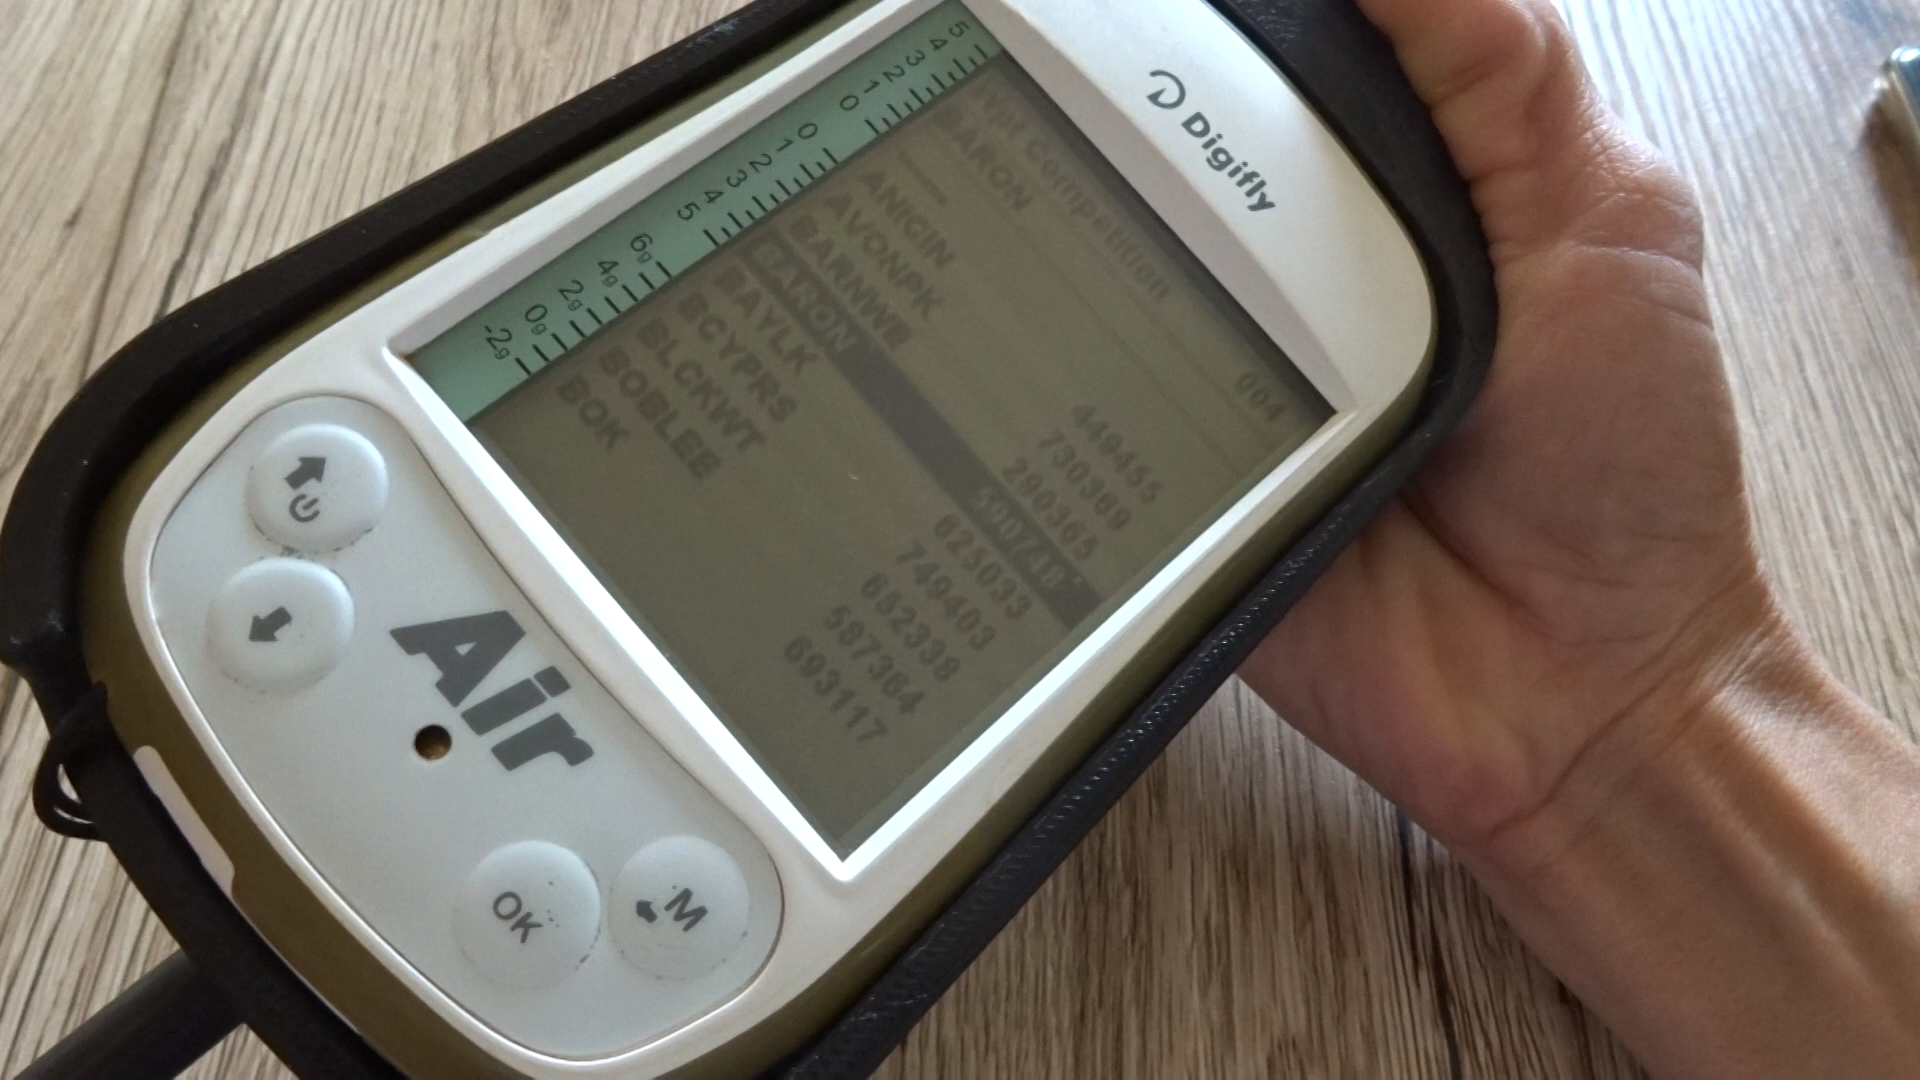 Digifly
5 4 3 2 1 0 0 1 2 3 4 5 6g 4g 2g 0g -2g
Wpt Competition
BARON 004
ANICIN 449455
AVONPK 730389
BARNWE 290365
BARON
BAYLK 625033
BCYPRS 749403
BLCKWT 652338
BOBLEE 587364
BOK 693117
Air
OK
M